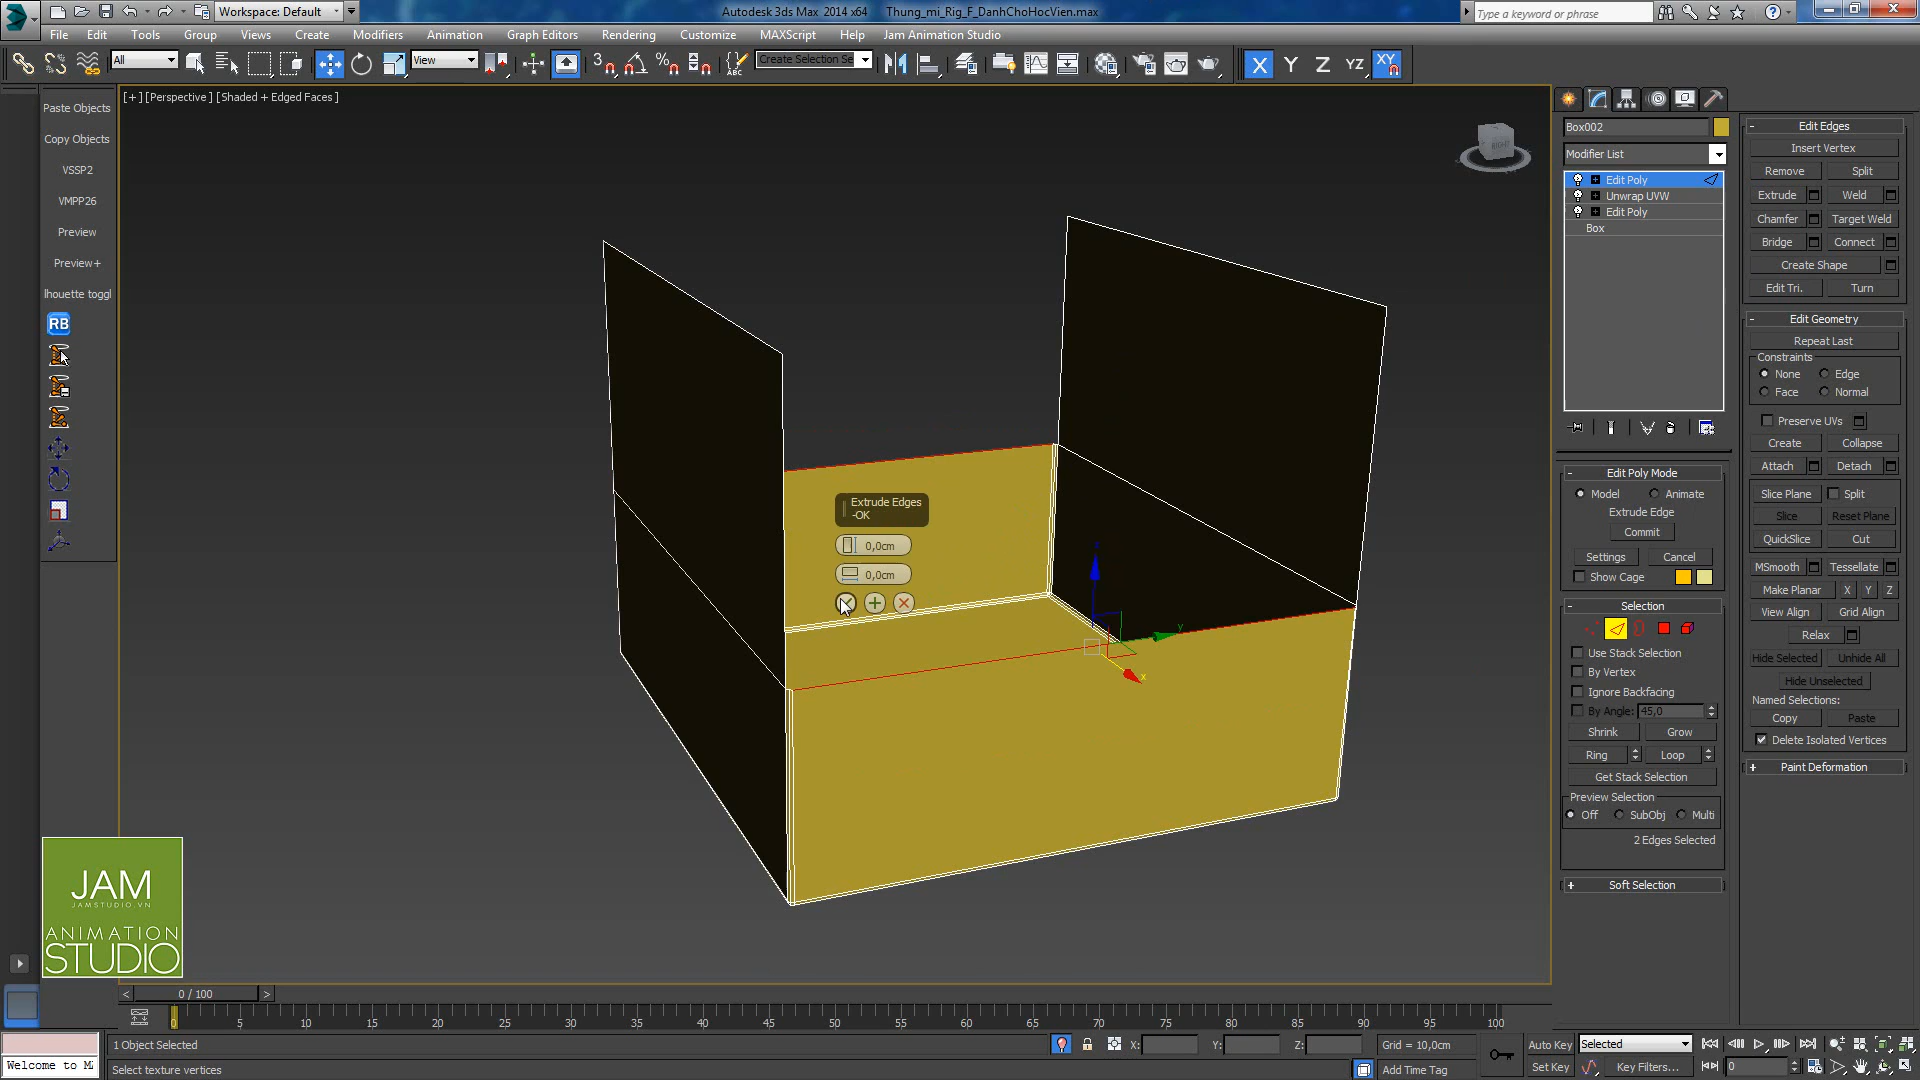 Workspace: Default
Autodesk 3ds Max  2014 x64
Thung_mi_Rig_F_DanhChoHocVien.max
Type a keyword or phrase
File
Edit
Tools
Group
Views
Create
Modifiers
Animation
Graph Editors
Rendering
Customize
MAXScript
Help
Jam Animation Studio
All
View
3
Create Selection Se
X
Y
Z
YZ
XY
Paste Objects
Copy Objects
VSSP2
VMPP26
Preview
Preview+
lhouette toggl
RB
[+] [Perspective ] [Shaded + Edged Faces ]
RIGHT
Extrude Edges
-OK
0,0cm
0,0cm
y
x
JAM
JAMSTUDIO.VN
ANIMATION
STUDIO
Box002
Modifier List
Edit Poly
Unwrap UVW
Edit Poly
Box
Edit Poly Mode
Model
Animate
Extrude Edge
Commit
Settings
Cancel
Show Cage
Selection
Use Stack Selection
By Vertex
Ignore Backfacing
By Angle:
45,0
Shrink
Grow
Ring
Loop
Get Stack Selection
Preview Selection
Off
SubObj
Multi
2 Edges Selected
Soft Selection
Edit Edges
Insert Vertex
Remove
Split
Extrude
Weld
Chamfer
Target Weld
Bridge
Connect
Create Shape
Edit Tri.
Turn
Edit Geometry
Repeat Last
Constraints
None
Edge
Face
Normal
Preserve UVs
Create
Collapse
Attach
Detach
Slice Plane
Split
Slice
Reset Plane
QuickSlice
Cut
MSmooth
Tessellate
Make Planar
X
Y
Z
View Align
Grid Align
Relax
Hide Selected
Unhide All
Hide Unselected
Named Selections:
Copy
Paste
Delete Isolated Vertices
Paint Deformation
0 / 100
0
5
10
15
20
25
30
35
40
45
50
55
60
65
70
75
80
85
90
95
100
1 Object Selected
X:
Y:
Z:
Grid = 10,0cm
Auto Key
Selected
Welcome to M
Select texture vertices
Add Time Tag
Set Key
Key Filters...
0